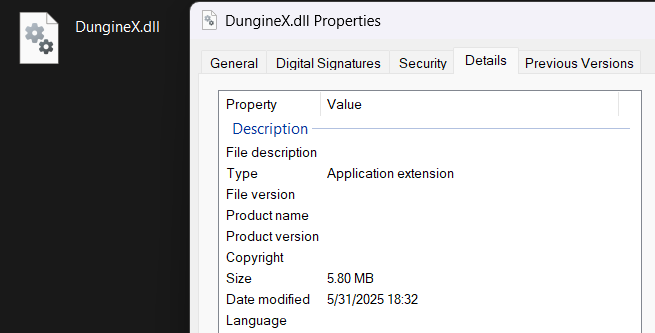 DungineX.dll
DungineX.dll Properties
General Digital Signatures Security Details Previous Versions
Property Value
Description
File description
Type Application extension
File version
Product name
Product version
Copyright
Size 5.80 MB
Date modified 5/31/2025 18:32
Language